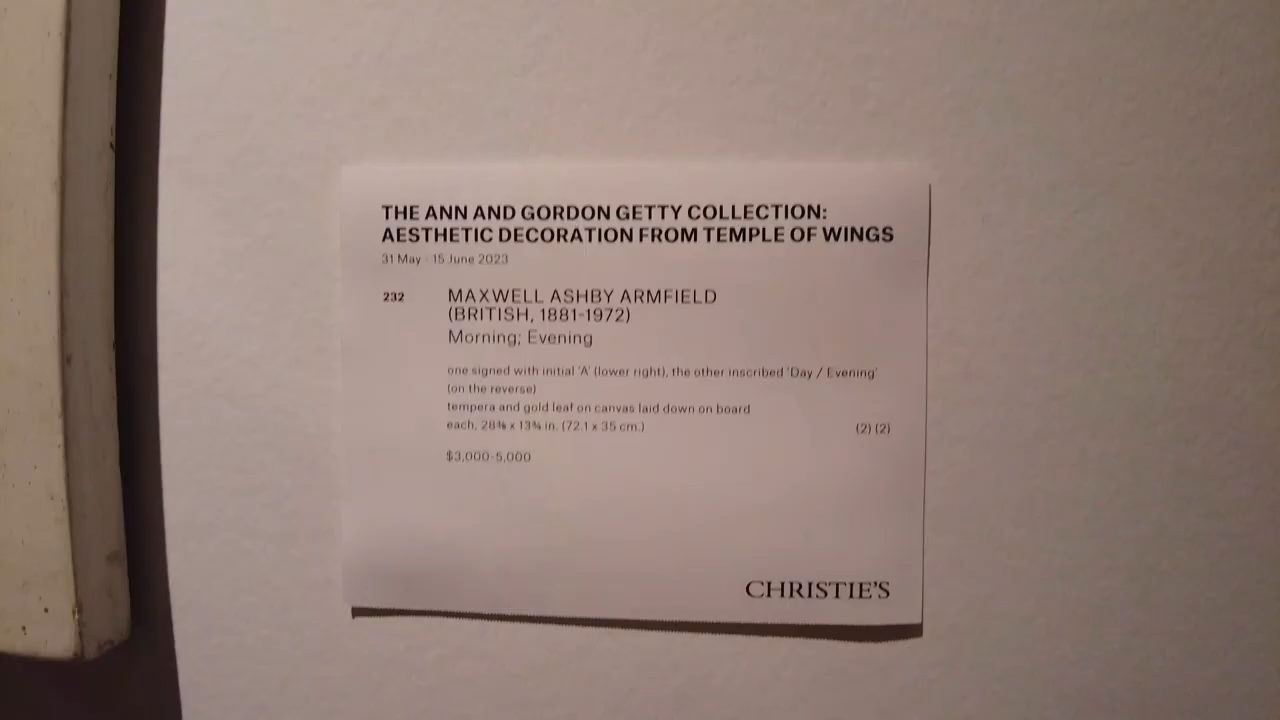 THE ANN AND GORDON GETTY COLLECTION:
AESTHETIC DECORATION FROM TEMPLE OF WINGS
31 May - 15 June 2023
232 MAXWELL ASHBY ARMFIELD
(BRITISH, 1881-1972)
Morning; Evening
one signed with initial 'A' (lower right), the other inscribed 'Day / Evening'
(on the reverse)
tempera and gold leaf on canvas laid down on board
each, 28⅜ x 13¾ in. (72.1 x 35 cm.) (2) (2)
$3,000-5,000
CHRISTIE'S